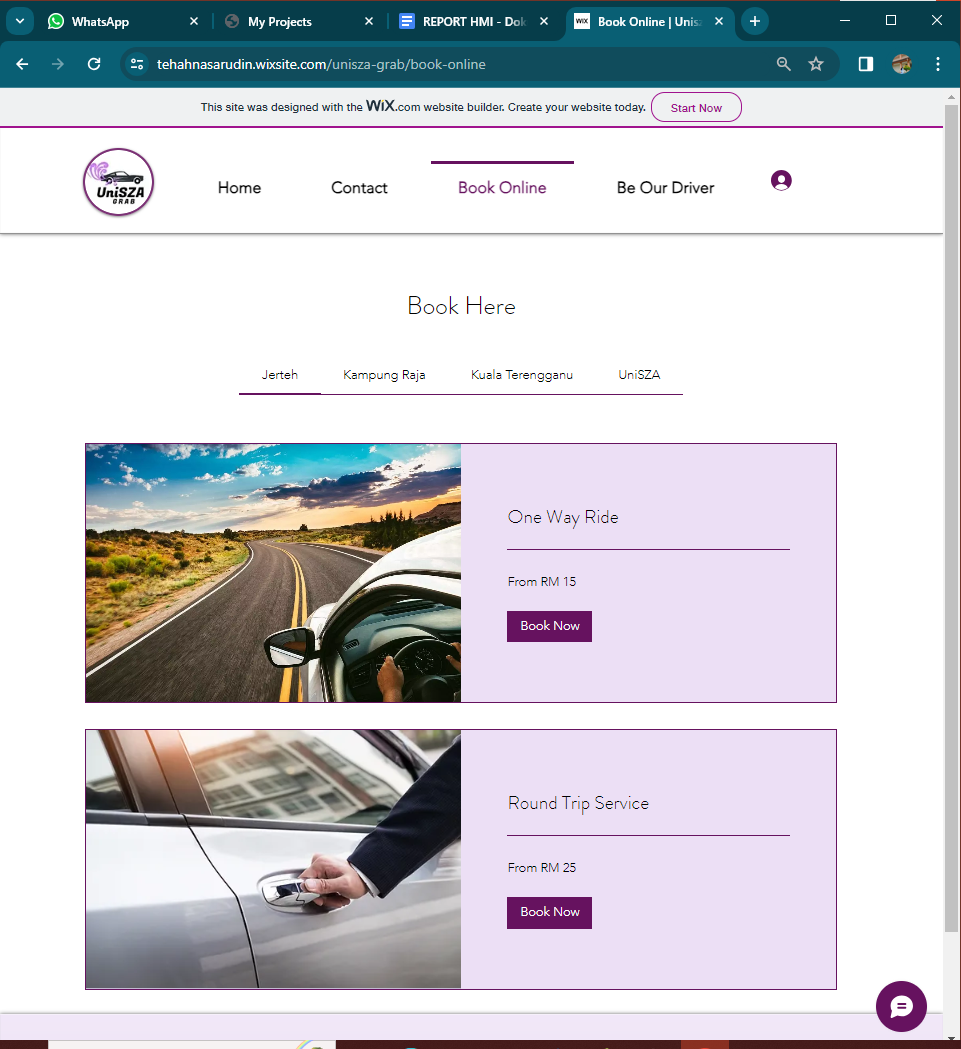 WhatsApp
My Projects
REPORT HMI - Dok
WIX
Book Online | Unis
tehahnasarudin.wixsite.com/unisza-grab/book-online
This site was designed with the WiX.com website builder. Create your website today.
Start Now
UniSZA
GRAB
Home
Contact
Book Online
Be Our Driver
Book Here
Jerteh
Kampung Raja
Kuala Terengganu
UniSZA
One Way Ride
From RM 15
Book Now
Round Trip Service
From RM 25
Book Now